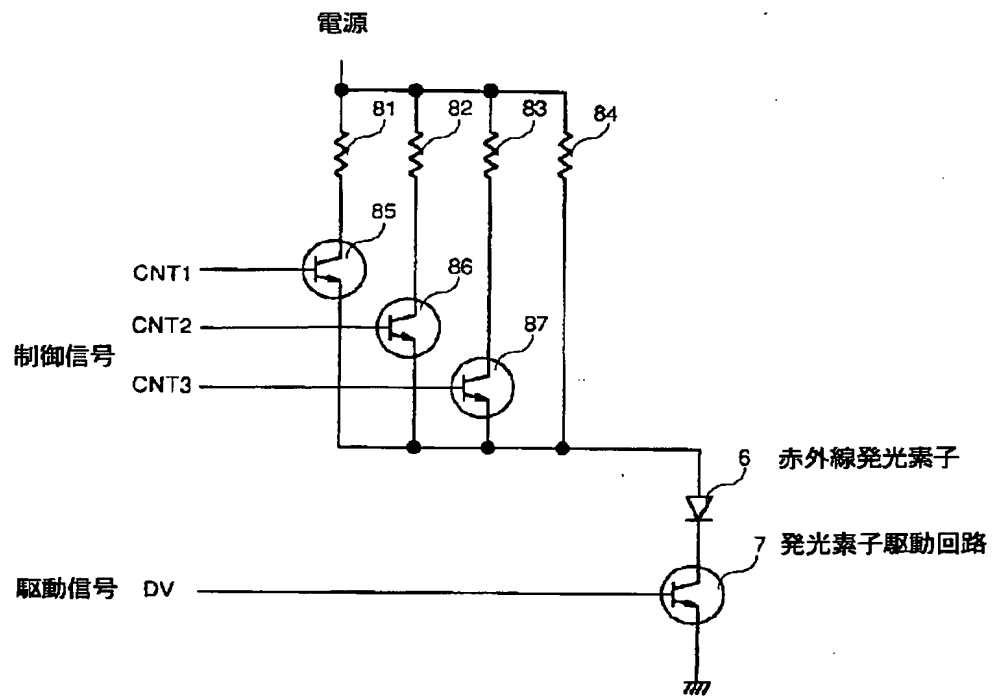 電源
81
82
83
84
85
CNT1
86
CNT2
87
制御信号
CNT3
6 赤外線発光素子
7 発光素子駆動回路
駆動信号 DV